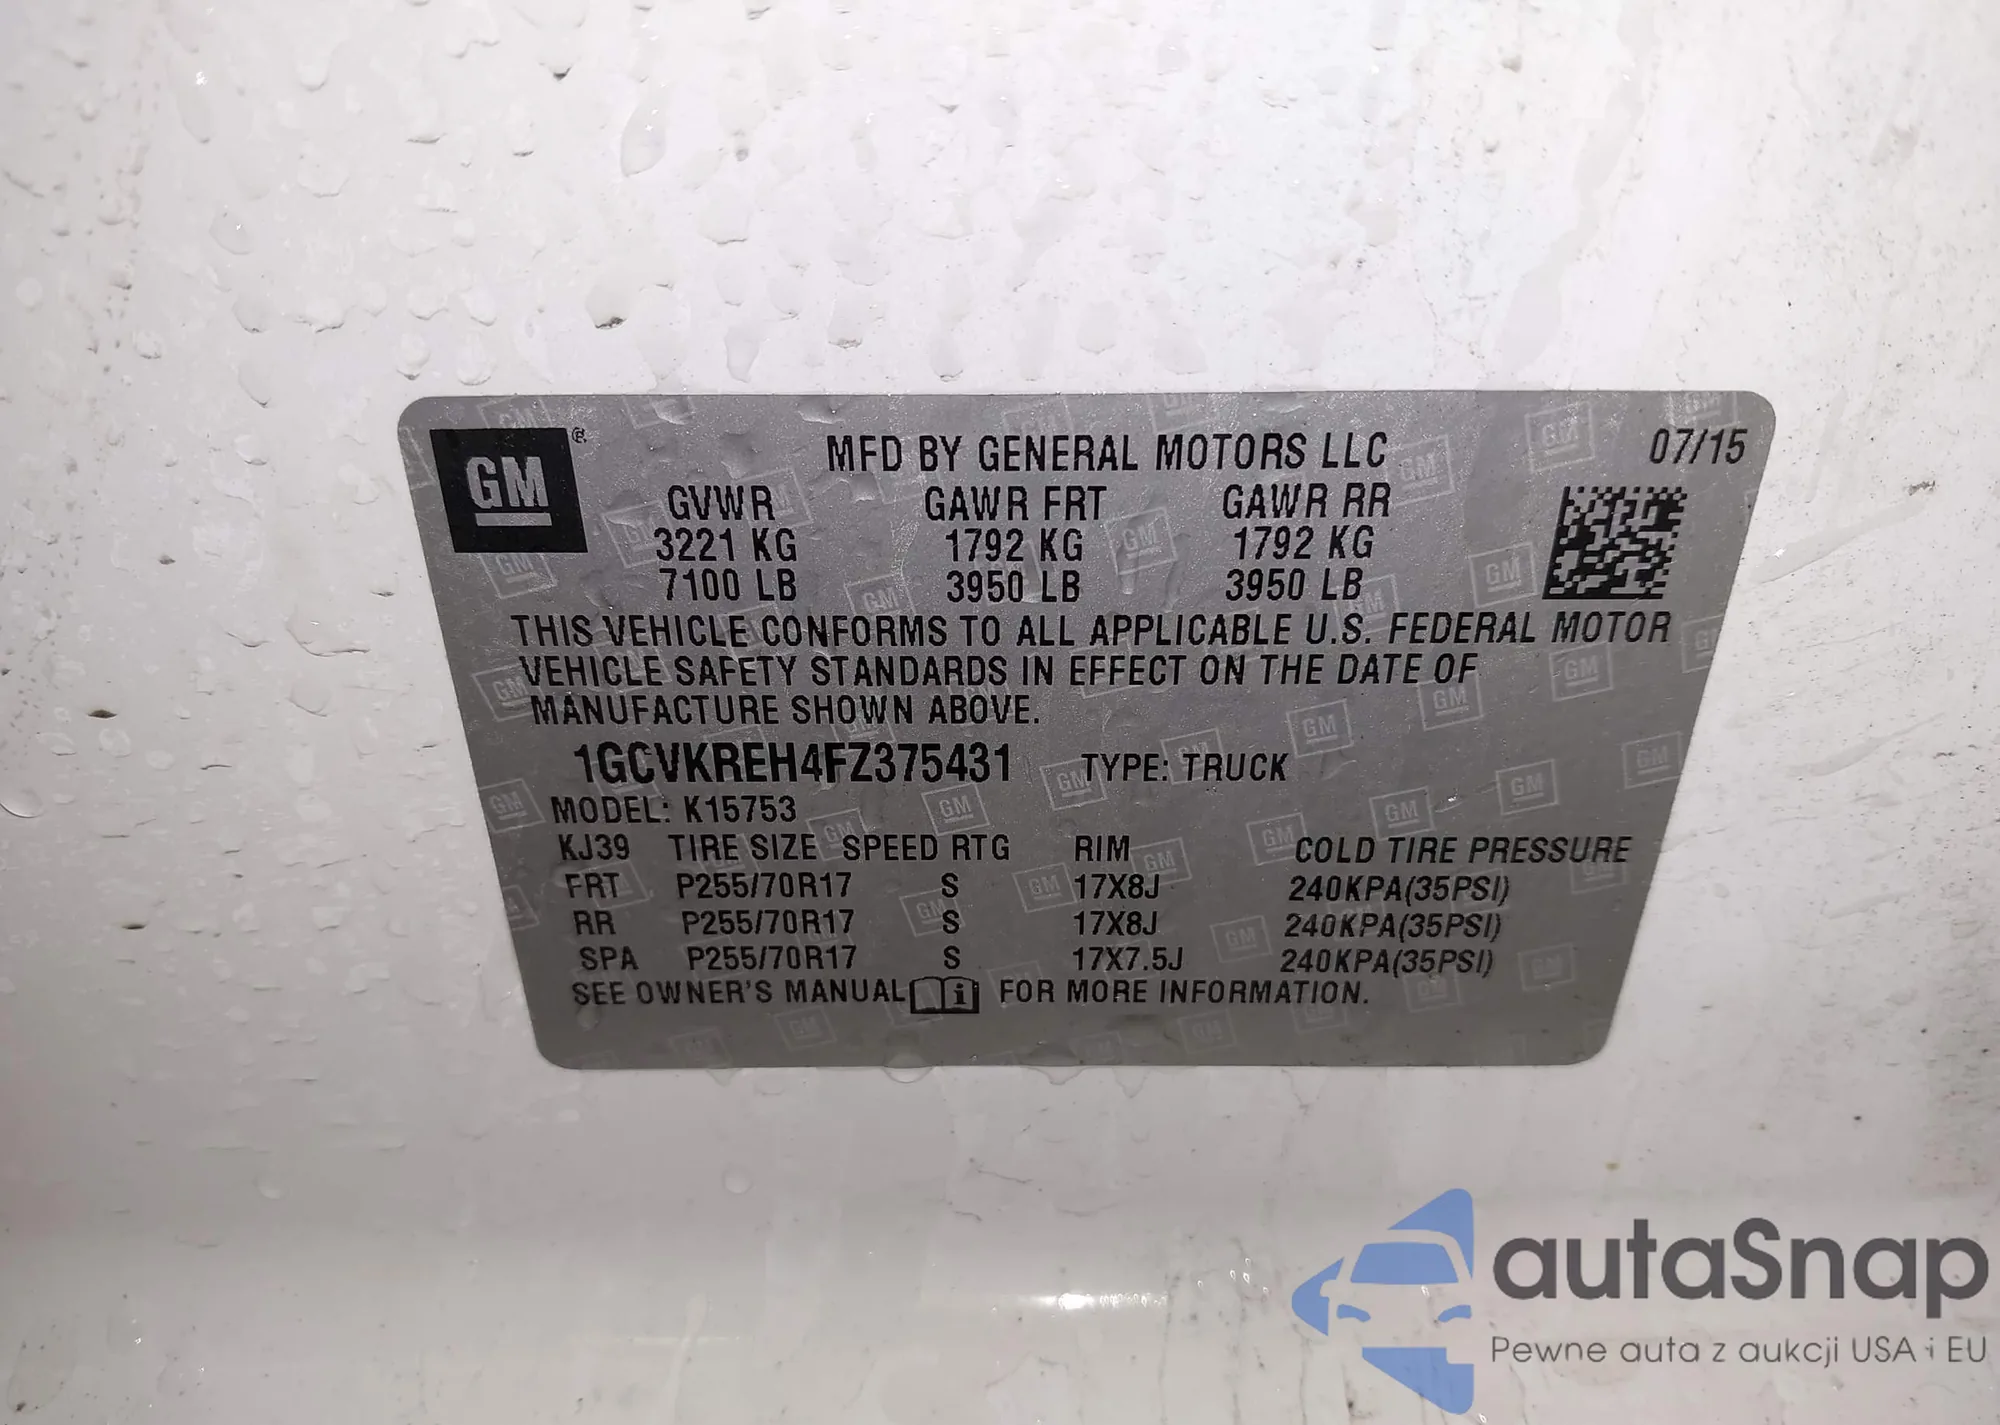 GM®
MFD BY GENERAL MOTORS LLC 07/15
GVWR GAWR FRT GAWR RR
3221 KG 1792 KG 1792 KG
7100 LB 3950 LB 3950 LB
THIS VEHICLE CONFORMS TO ALL APPLICABLE U.S. FEDERAL MOTOR
VEHICLE SAFETY STANDARDS IN EFFECT ON THE DATE OF
MANUFACTURE SHOWN ABOVE.
1GCVKREH4FZ375431 TYPE: TRUCK
MODEL: K15753
KJ39 TIRE SIZE SPEED RTG RIM COLD TIRE PRESSURE
FRT P255/70R17 S 17X8J 240KPA(35PSI)
RR P255/70R17 S 17X8J 240KPA(35PSI)
SPA P255/70R17 S 17X7.5J 240KPA(35PSI)
SEE OWNER'S MANUAL i FOR MORE INFORMATION.
autaSnap
Pewne auta z aukcji USA i EU